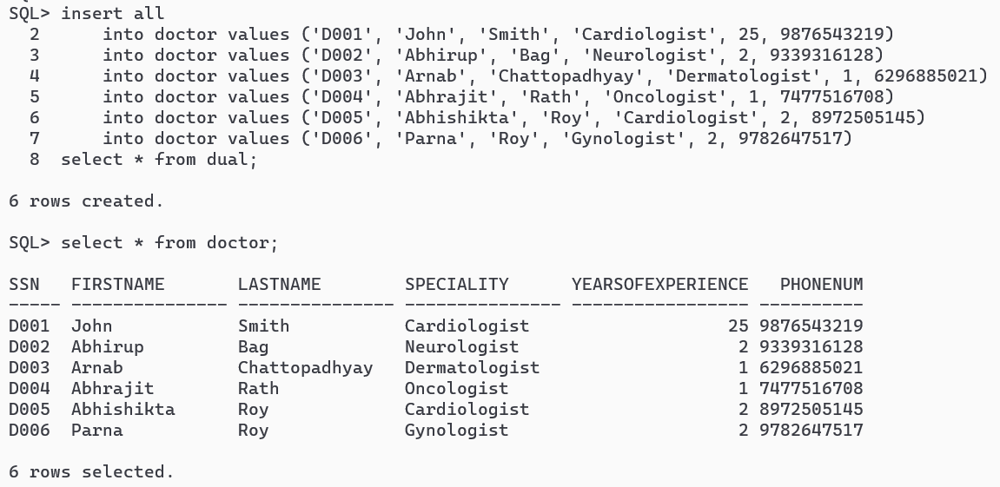 SQL> insert all
  2      into doctor values ('D001', 'John', 'Smith', 'Cardiologist', 25, 9876543219)
  3      into doctor values ('D002', 'Abhirup', 'Bag', 'Neurologist', 2, 9339316128)
  4      into doctor values ('D003', 'Arnab', 'Chattopadhyay', 'Dermatologist', 1, 6296885021)
  5      into doctor values ('D004', 'Abhrajit', 'Rath', 'Oncologist', 1, 7477516708)
  6      into doctor values ('D005', 'Abhishikta', 'Roy', 'Cardiologist', 2, 8972505145)
  7      into doctor values ('D006', 'Parna', 'Roy', 'Gynologist', 2, 9782647517)
  8  select * from dual;

6 rows created.

SQL> select * from doctor;

SSN   FIRSTNAME       LASTNAME        SPECIALITY      YEARSOFEXPERIENCE   PHONENUM
----- --------------- --------------- --------------- ----------------- ----------
D001  John            Smith           Cardiologist                   25 9876543219
D002  Abhirup         Bag             Neurologist                     2 9339316128
D003  Arnab           Chattopadhyay   Dermatologist                   1 6296885021
D004  Abhrajit        Rath            Oncologist                      1 7477516708
D005  Abhishikta      Roy             Cardiologist                    2 8972505145
D006  Parna           Roy             Gynologist                      2 9782647517

6 rows selected.